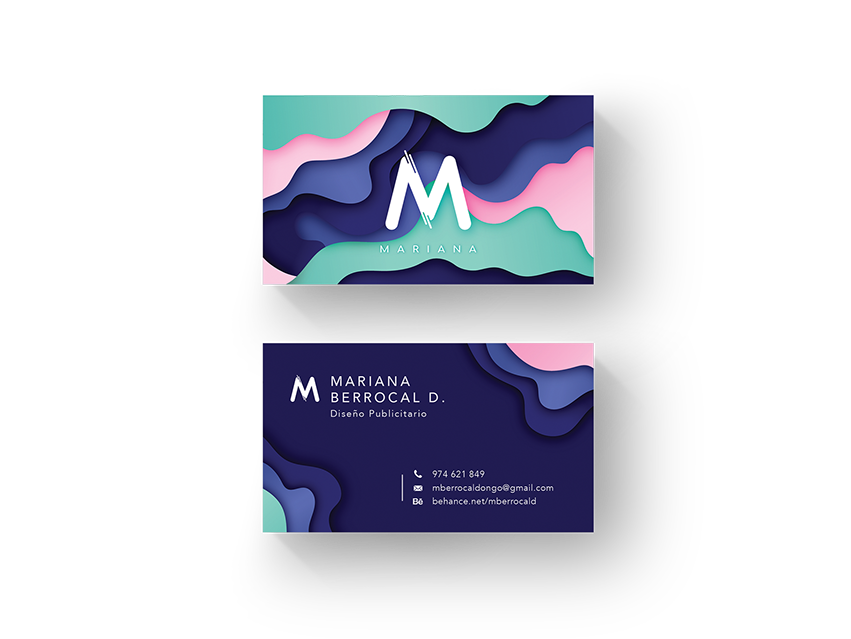 M
MARIANA
M
MARIANA
BERROCAL D.
Diseño Publicitario
974 621 849
mberrocaldongo@gmail.com
Bē behance.net/mberrocald